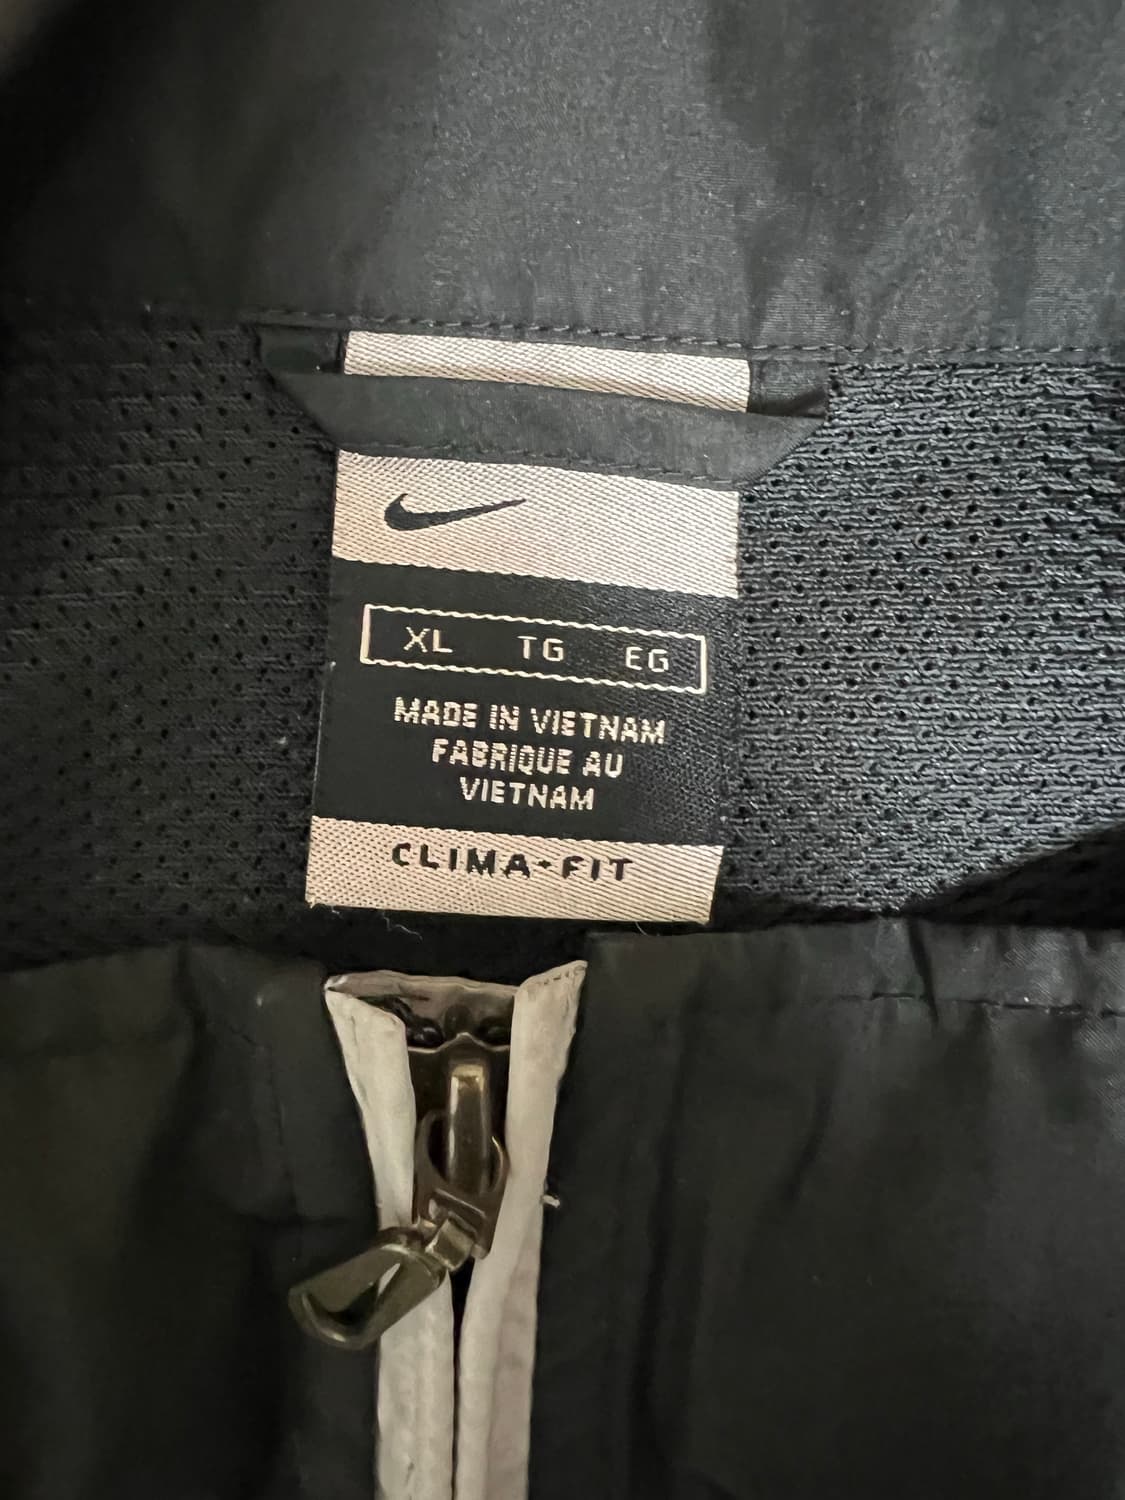 XL TG EG
MADE IN VIETNAM
FABRIQUE AU
VIETNAM
CLIMA-FIT